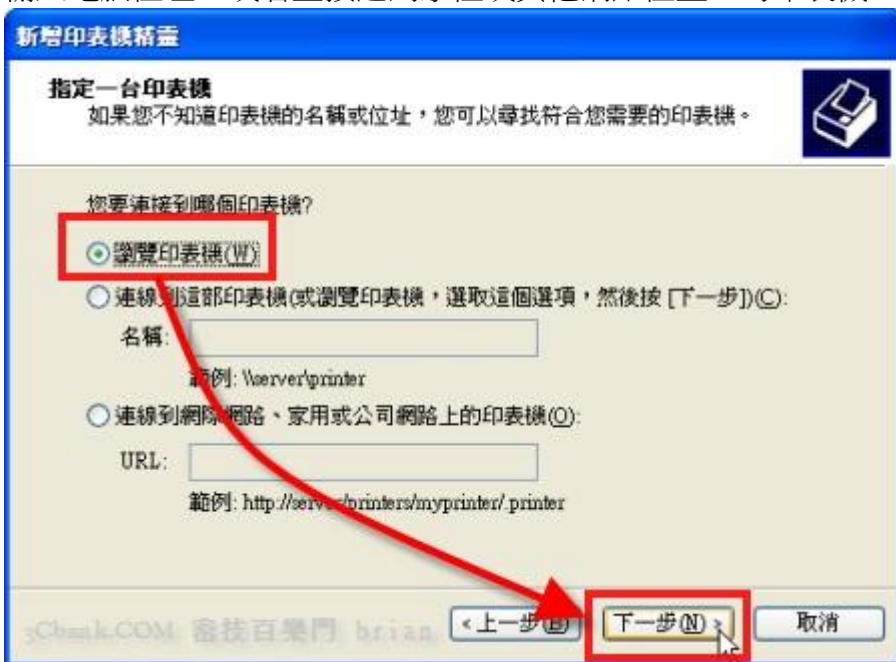 新增印表機精靈
指定一台印表機
如果您不知道印表機的名稱或位址，您可以尋找符合您需要的印表機。
您要連接到哪個印表機?
瀏覽印表機(W)
連線到這部印表機(或瀏覽印表機，選取這個選項，然後按 [下一步])(C):
名稱:
範例: \\server\printer
連線到網際網路、家用或公司網路上的印表機(O):
URL:
範例: http://server/printers/myprinter/.printer
<上一步(B) 下一步(N)> 取消
3Cbank.COM 密技百樂門 brian